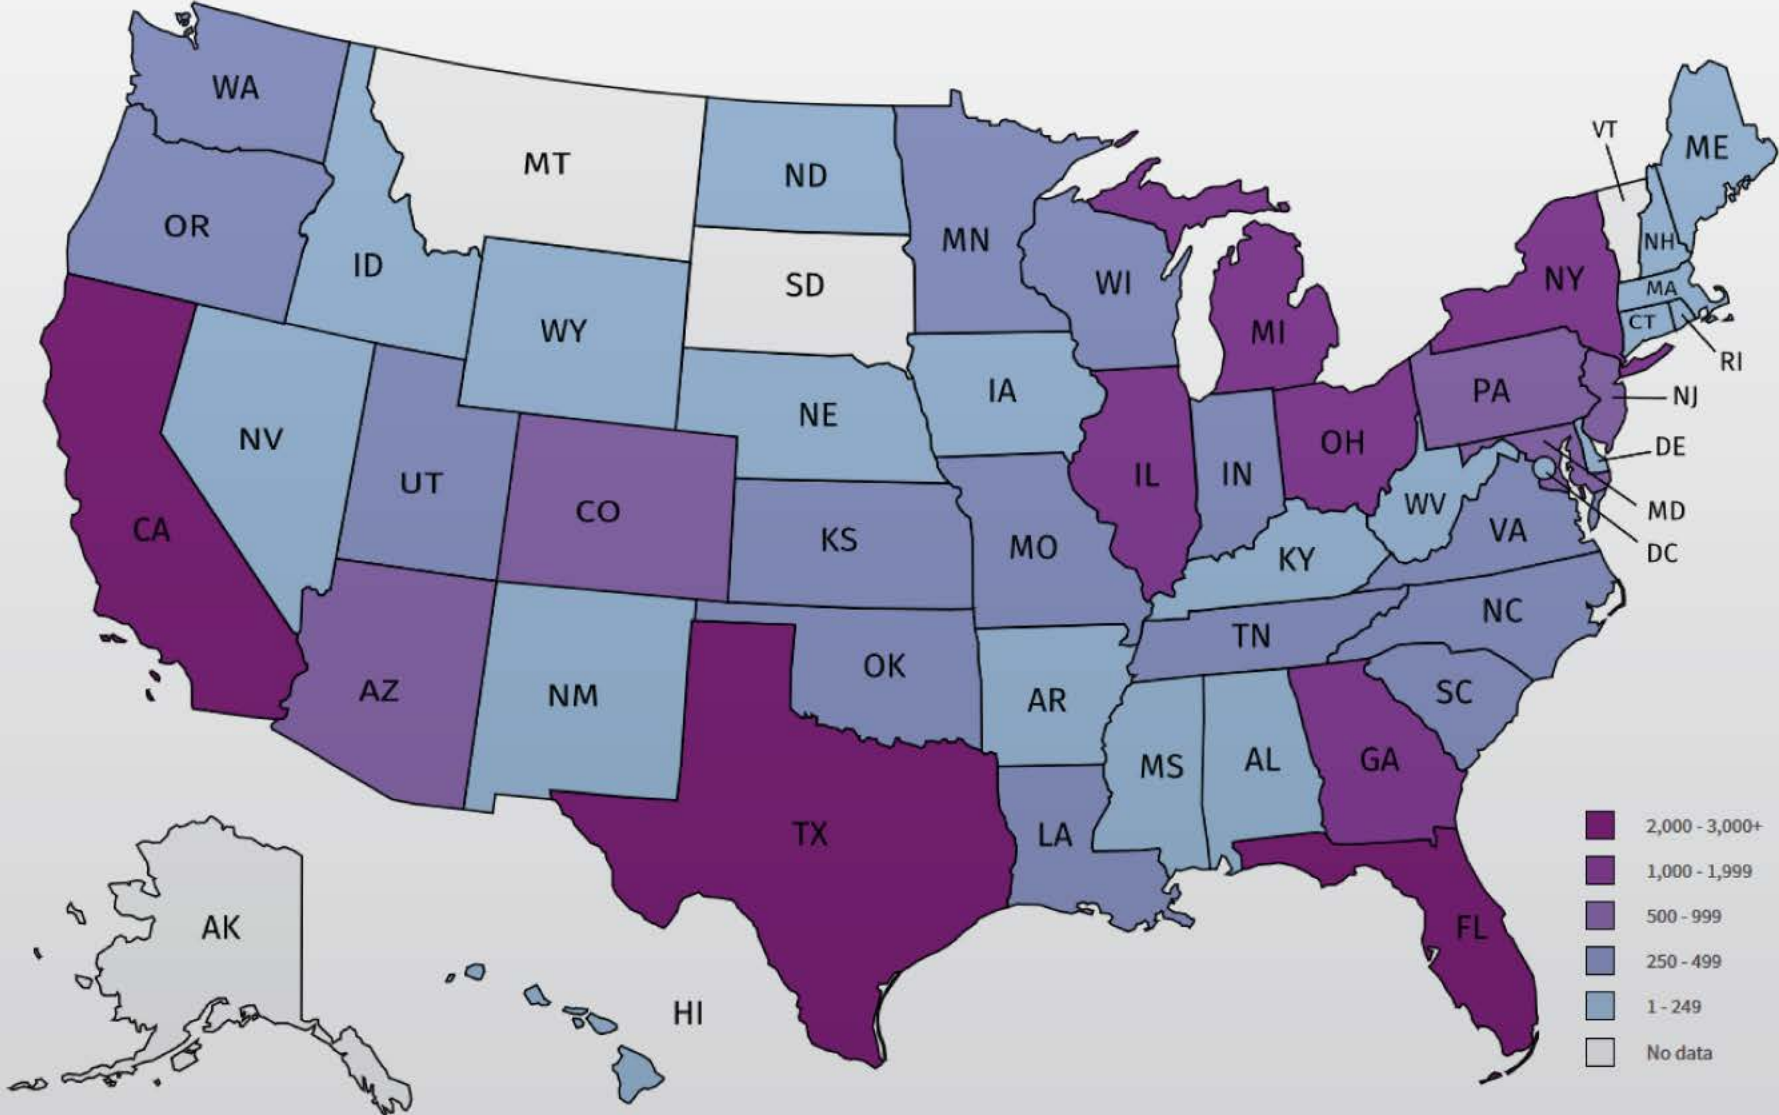 WA
MT
ND
MN
VT
ME
OR
ID
SD
WI
NH
NY
MA
WY
MI
CT
RI
IA
PA
NJ
NE
NV
OH
DE
UT
IL
IN
CO
WV
MD
CA
KS
MO
VA
DC
KY
NC
TN
OK
AZ
NM
AR
SC
MS
AL
GA
TX
LA
FL
AK
HI
2,000 - 3,000+
1,000 - 1,999
500 - 999
250 - 499
1 - 249
No data